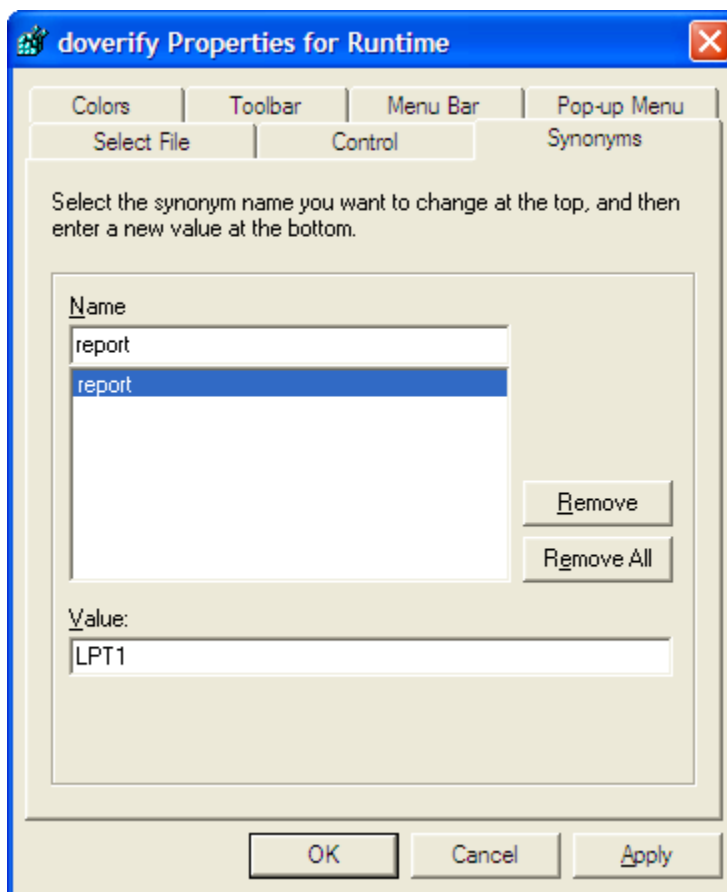 doverify Properties for Runtime
Colors
Toolbar
Menu Bar
Pop-up Menu
Select File
Control
Synonyms
Select the synonym name you want to change at the top, and then
enter a new value at the bottom.
Name
report
report
Remove
Remove All
Value:
LPT1
OK
Cancel
Apply